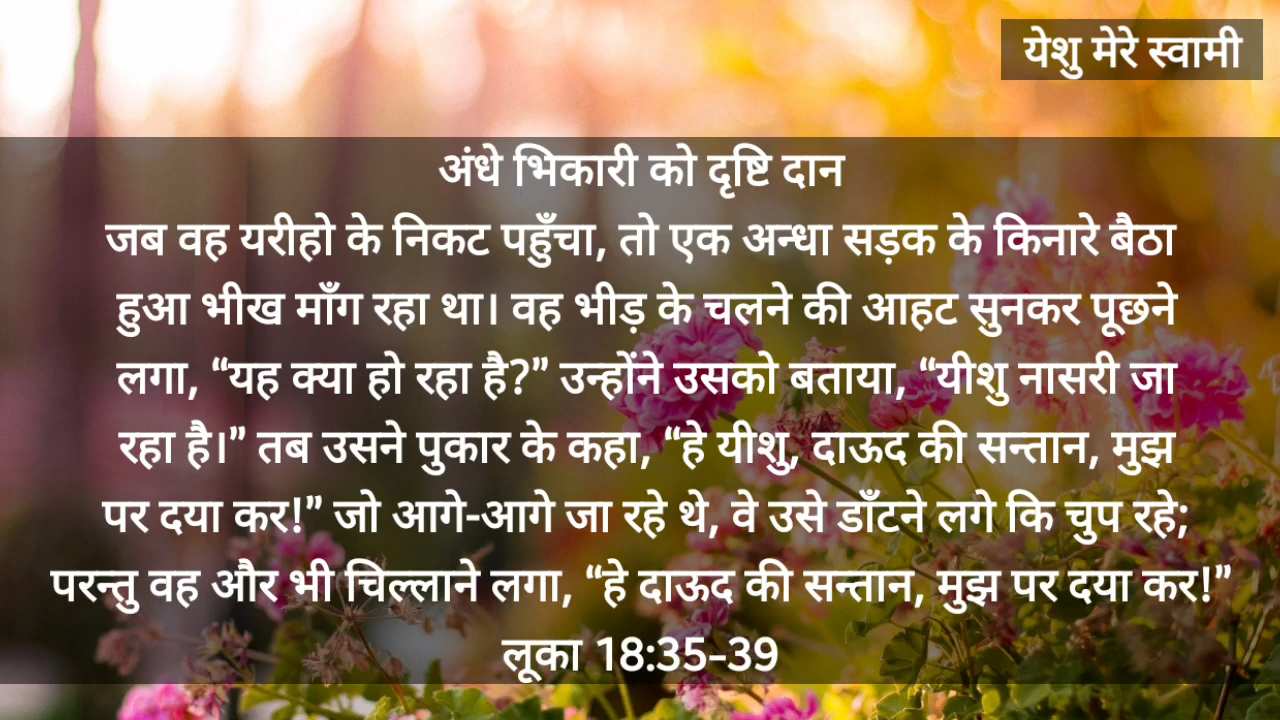 येशु मेरे स्वामी
अंधे भिकारी को दृष्टि दान
जब वह यरीहो के निकट पहुँचा, तो एक अन्धा सड़क के किनारे बैठा
हुआ भीख माँग रहा था। वह भीड़ के चलने की आहट सुनकर पूछने
लगा, “यह क्या हो रहा है?” उन्होंने उसको बताया, “यीशु नासरी जा
रहा है।” तब उसने पुकार के कहा, “हे यीशु, दाऊद की सन्तान, मुझ
पर दया कर!” जो आगे-आगे जा रहे थे, वे उसे डाँटने लगे कि चुप रहे;
परन्तु वह और भी चिल्लाने लगा, “हे दाऊद की सन्तान, मुझ पर दया कर!”
लूका 18:35-39